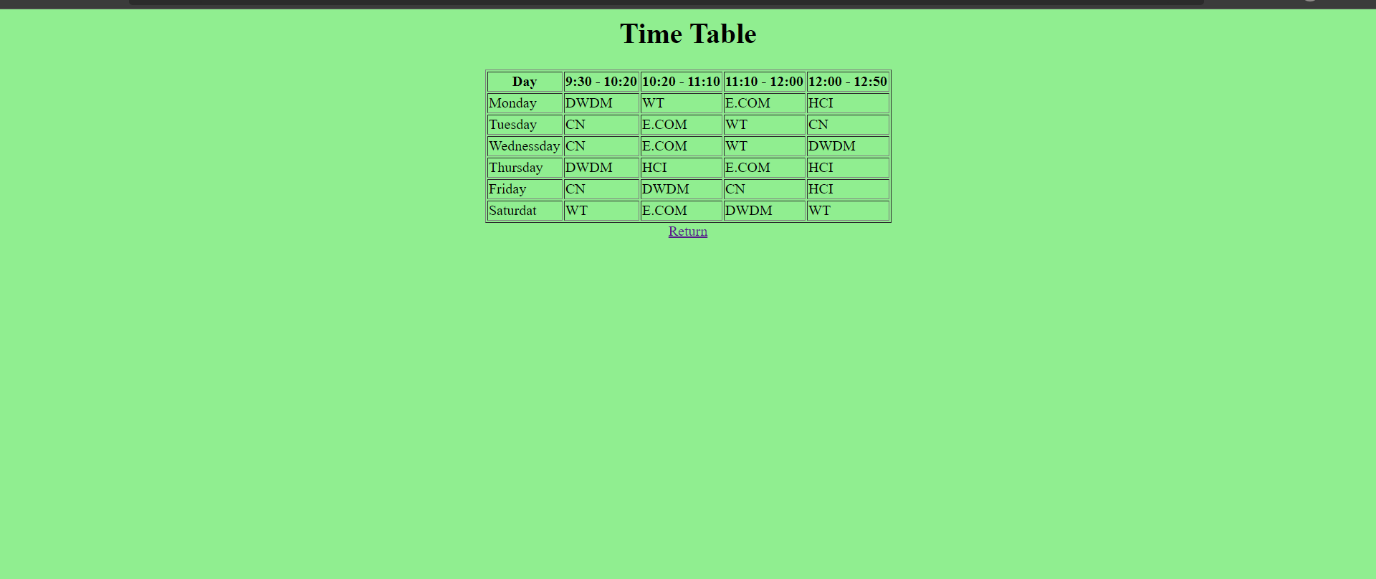 Time Table
Day 9:30 - 10:20 10:20 - 11:10 11:10 - 12:00 12:00 - 12:50
Monday DWDM WT E.COM HCI
Tuesday CN E.COM WT CN
Wednessday CN E.COM WT DWDM
Thursday DWDM HCI E.COM HCI
Friday CN DWDM CN HCI
Saturdat WT E.COM DWDM WT
Return